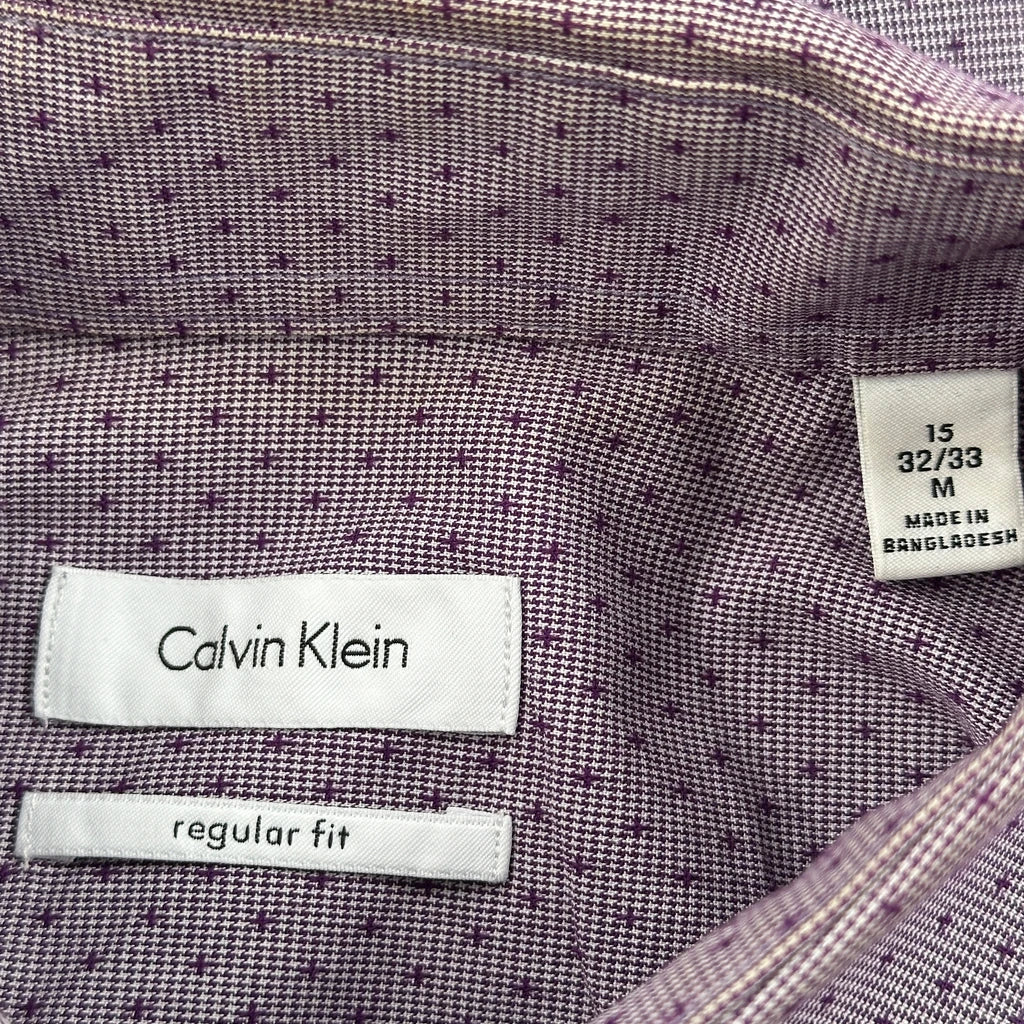 15
32/33
M
MADE IN
BANGLADESH
Calvin Klein
regular fit